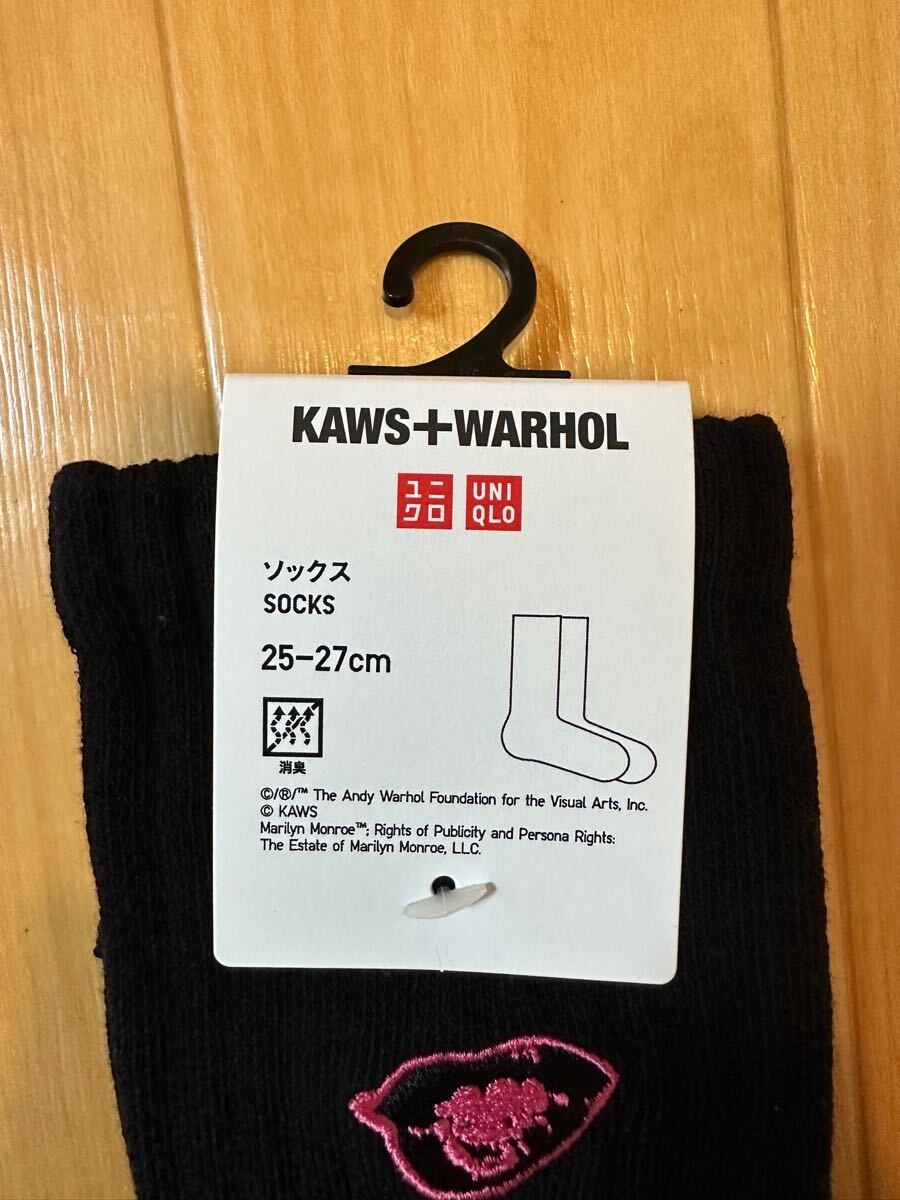 KAWS+WARHOL
ユニクロ UNIQLO
ソックス
SOCKS
25-27cm
消臭
©/®/™ The Andy Warhol Foundation for the Visual Arts, Inc.
© KAWS
Marilyn Monroe™; Rights of Publicity and Persona Rights:
The Estate of Marilyn Monroe, LLC.